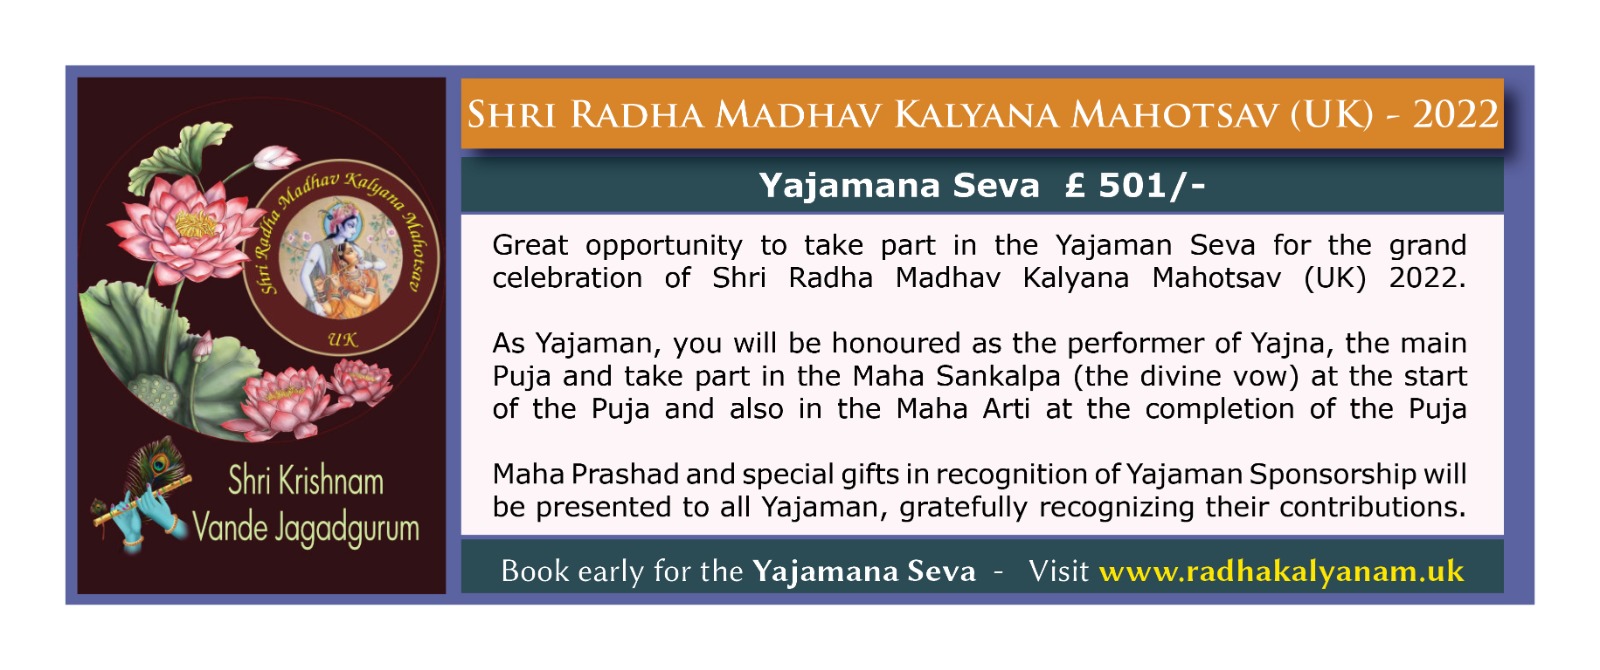 Shri Radha Madhav Kalyana Mahotsav
UK
Shri Krishnam
Vande Jagadgurum
SHRI RADHA MADHAV KALYANA MAHOTSAV (UK) - 2022
Yajamana Seva £ 501/-
Great opportunity to take part in the Yajaman Seva for the grand
celebration of Shri Radha Madhav Kalyana Mahotsav (UK) 2022.
As Yajaman, you will be honoured as the performer of Yajna, the main
Puja and take part in the Maha Sankalpa (the divine vow) at the start
of the Puja and also in the Maha Arti at the completion of the Puja
Maha Prashad and special gifts in recognition of Yajaman Sponsorship will
be presented to all Yajaman, gratefully recognizing their contributions.
Book early for the Yajamana Seva - Visit www.radhakalyanam.uk